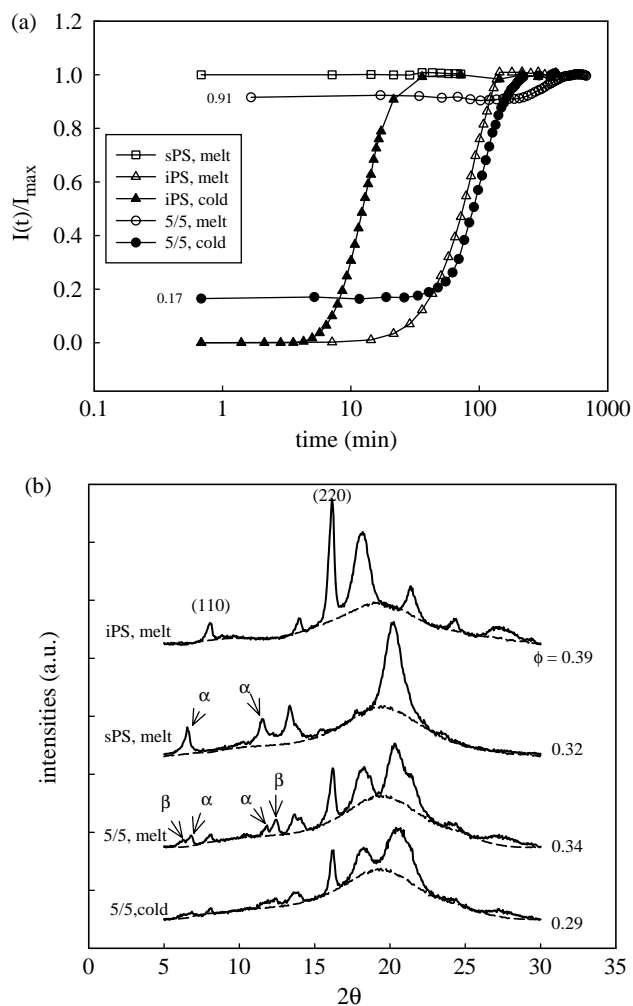 (a)
1.2
1.0
0.91
0.8
sPS, melt
iPS, melt
iPS, cold
5/5, melt
5/5, cold
0.6
0.4
0.2
0.17
0.0
I(t)/I_max
0.1
1
10
100
1000
time (min)
(b)
(220)
(110)
iPS, melt
ϕ = 0.39
α
α
sPS, melt
0.32
β
α
α
β
5/5, melt
0.34
5/5,cold
0.29
intensities (a.u.)
0
5
10
15
20
25
30
35
2θ